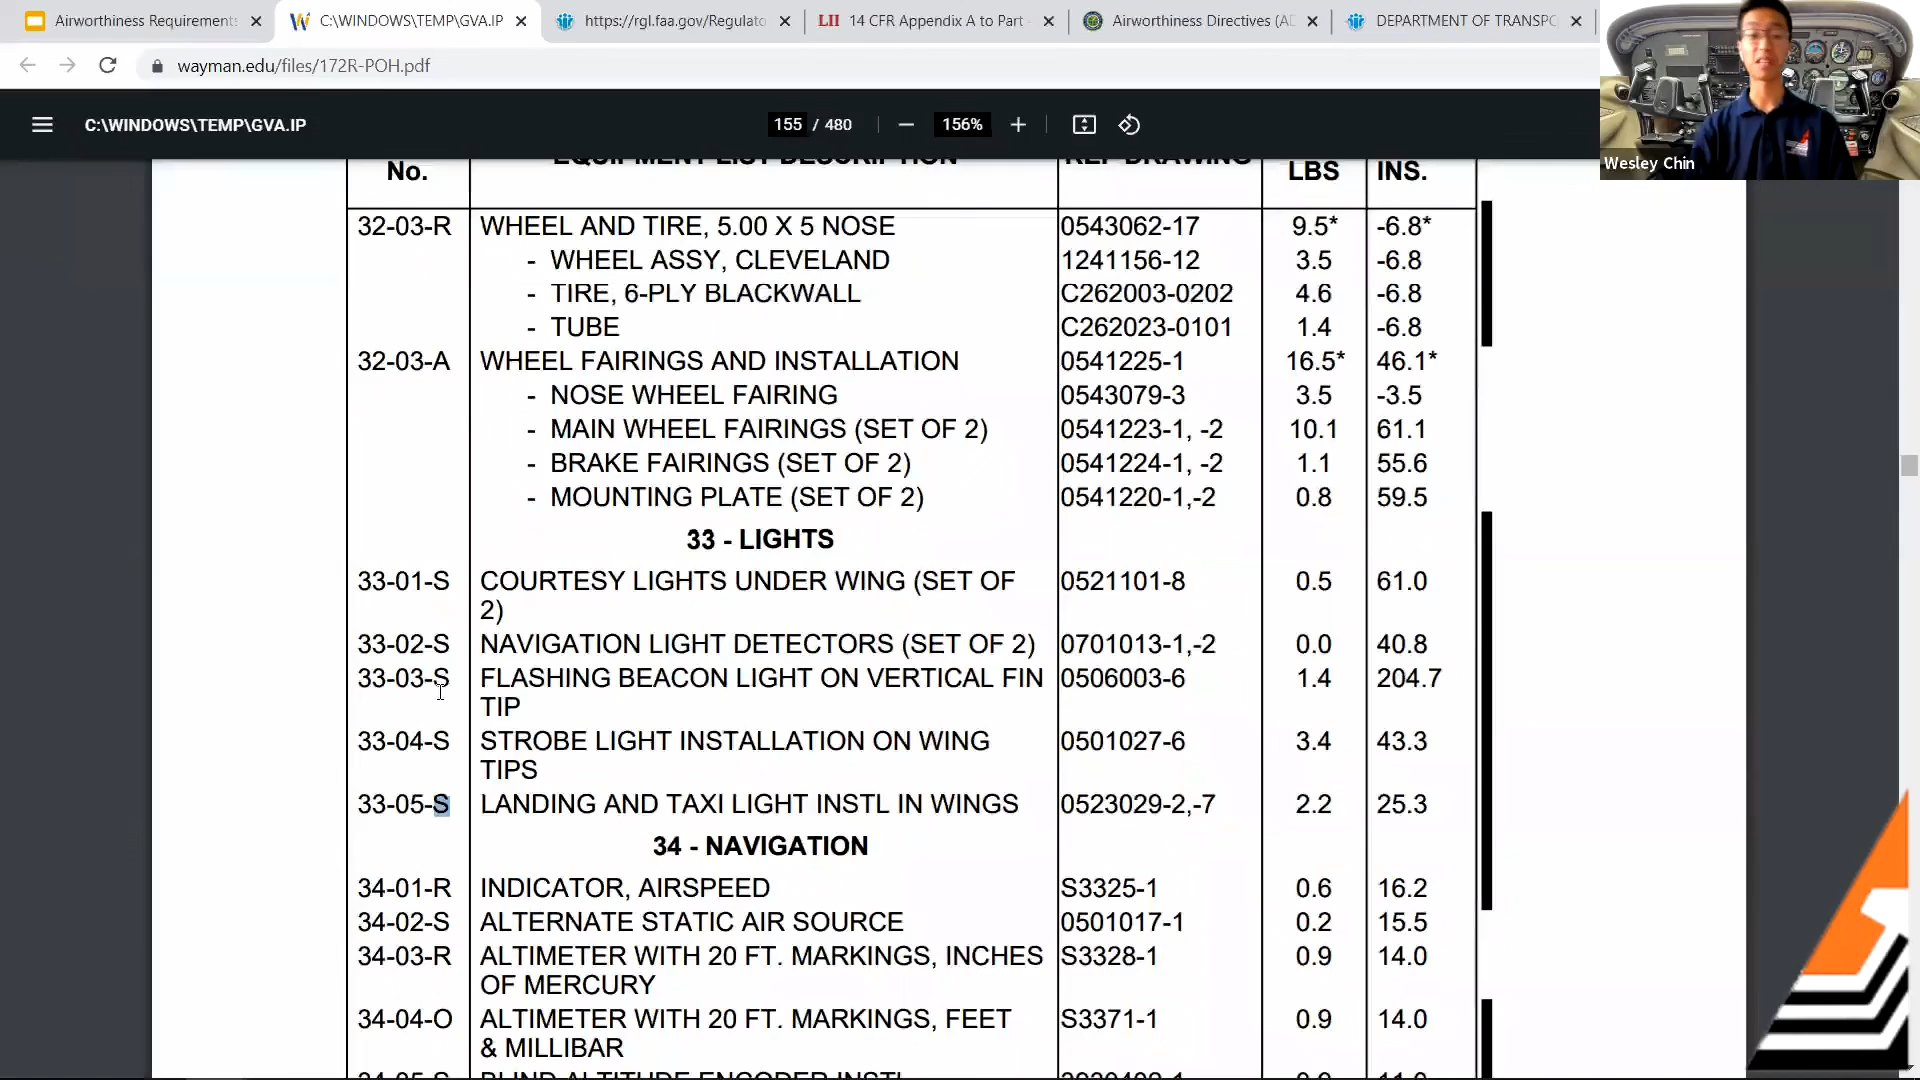 Airworthiness Requirements
C:\WINDOWS\TEMP\GVA.IP
https://rgl.faa.gov/Regulato
LII 14 CFR Appendix A to Part
Airworthiness Directives (AD
DEPARTMENT OF TRANSPO
wayman.edu/files/172R-POH.pdf
C:\WINDOWS\TEMP\GVA.IP
155 / 480
156%
Wesley Chin
No. EQUIPMENT LIST DESCRIPTION REF DRAWING LBS INS.
32-03-R WHEEL AND TIRE, 5.00 X 5 NOSE 0543062-17 9.5* -6.8*
- WHEEL ASSY, CLEVELAND 1241156-12 3.5 -6.8
- TIRE, 6-PLY BLACKWALL C262003-0202 4.6 -6.8
- TUBE C262023-0101 1.4 -6.8
32-03-A WHEEL FAIRINGS AND INSTALLATION 0541225-1 16.5* 46.1*
- NOSE WHEEL FAIRING 0543079-3 3.5 -3.5
- MAIN WHEEL FAIRINGS (SET OF 2) 0541223-1, -2 10.1 61.1
- BRAKE FAIRINGS (SET OF 2) 0541224-1, -2 1.1 55.6
- MOUNTING PLATE (SET OF 2) 0541220-1,-2 0.8 59.5
33 - LIGHTS
33-01-S COURTESY LIGHTS UNDER WING (SET OF 0521101-8 0.5 61.0
2)
33-02-S NAVIGATION LIGHT DETECTORS (SET OF 2) 0701013-1,-2 0.0 40.8
33-03-S FLASHING BEACON LIGHT ON VERTICAL FIN 0506003-6 1.4 204.7
TIP
33-04-S STROBE LIGHT INSTALLATION ON WING 0501027-6 3.4 43.3
TIPS
33-05-S LANDING AND TAXI LIGHT INSTL IN WINGS 0523029-2,-7 2.2 25.3
34 - NAVIGATION
34-01-R INDICATOR, AIRSPEED S3325-1 0.6 16.2
34-02-S ALTERNATE STATIC AIR SOURCE 0501017-1 0.2 15.5
34-03-R ALTIMETER WITH 20 FT. MARKINGS, INCHES S3328-1 0.9 14.0
OF MERCURY
34-04-O ALTIMETER WITH 20 FT. MARKINGS, FEET S3371-1 0.9 14.0
& MILLIBAR
BLIND ALTITUDE ENCODER INSTL